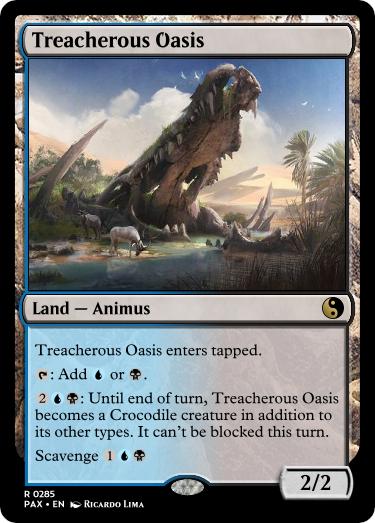 Treacherous Oasis
Land — Animus
Treacherous Oasis enters tapped.
: Add or .
2 : Until end of turn, Treacherous Oasis
becomes a Crocodile creature in addition to
its other types. It can't be blocked this turn.
Scavenge 1
2/2
R 0285
PAX • EN Ricardo Lima